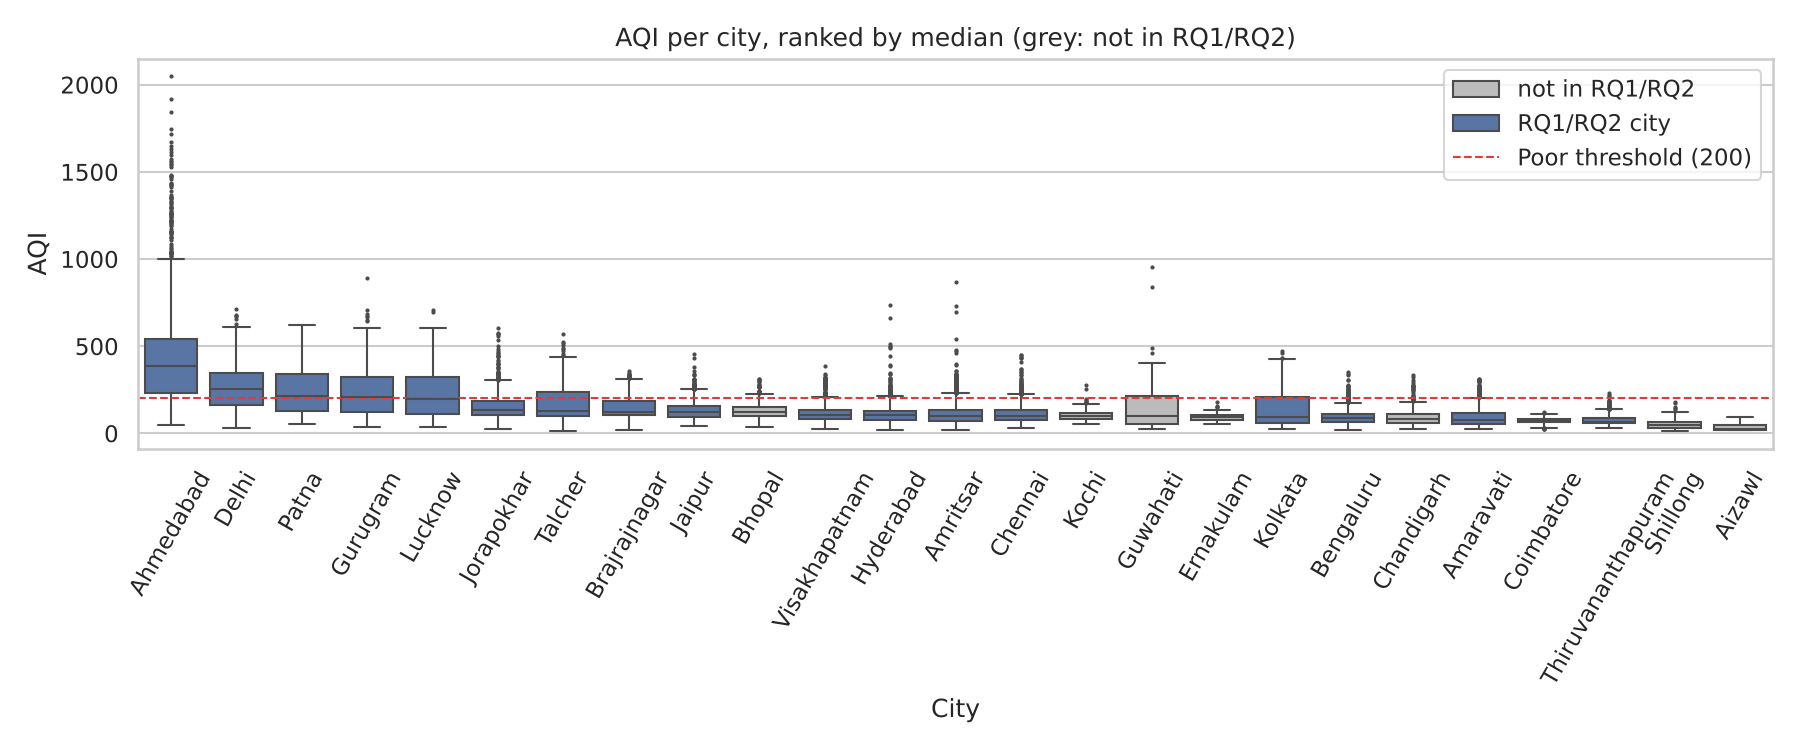 AQI per city, ranked by median (grey: not in RQ1/RQ2)
2000
1500
1000
500
0
AQI
not in RQ1/RQ2
RQ1/RQ2 city
Poor threshold (200)
Ahmedabad
Delhi
Patna
Gurugram
Lucknow
Jorapokhar
Talcher
Brajrajnagar
Jaipur
Bhopal
Visakhapatnam
Hyderabad
Amritsar
Chennai
Kochi
Guwahati
Ernakulam
Kolkata
Bengaluru
Chandigarh
Amaravati
Coimbatore
Thiruvananthapuram
Shillong
Aizawl
City